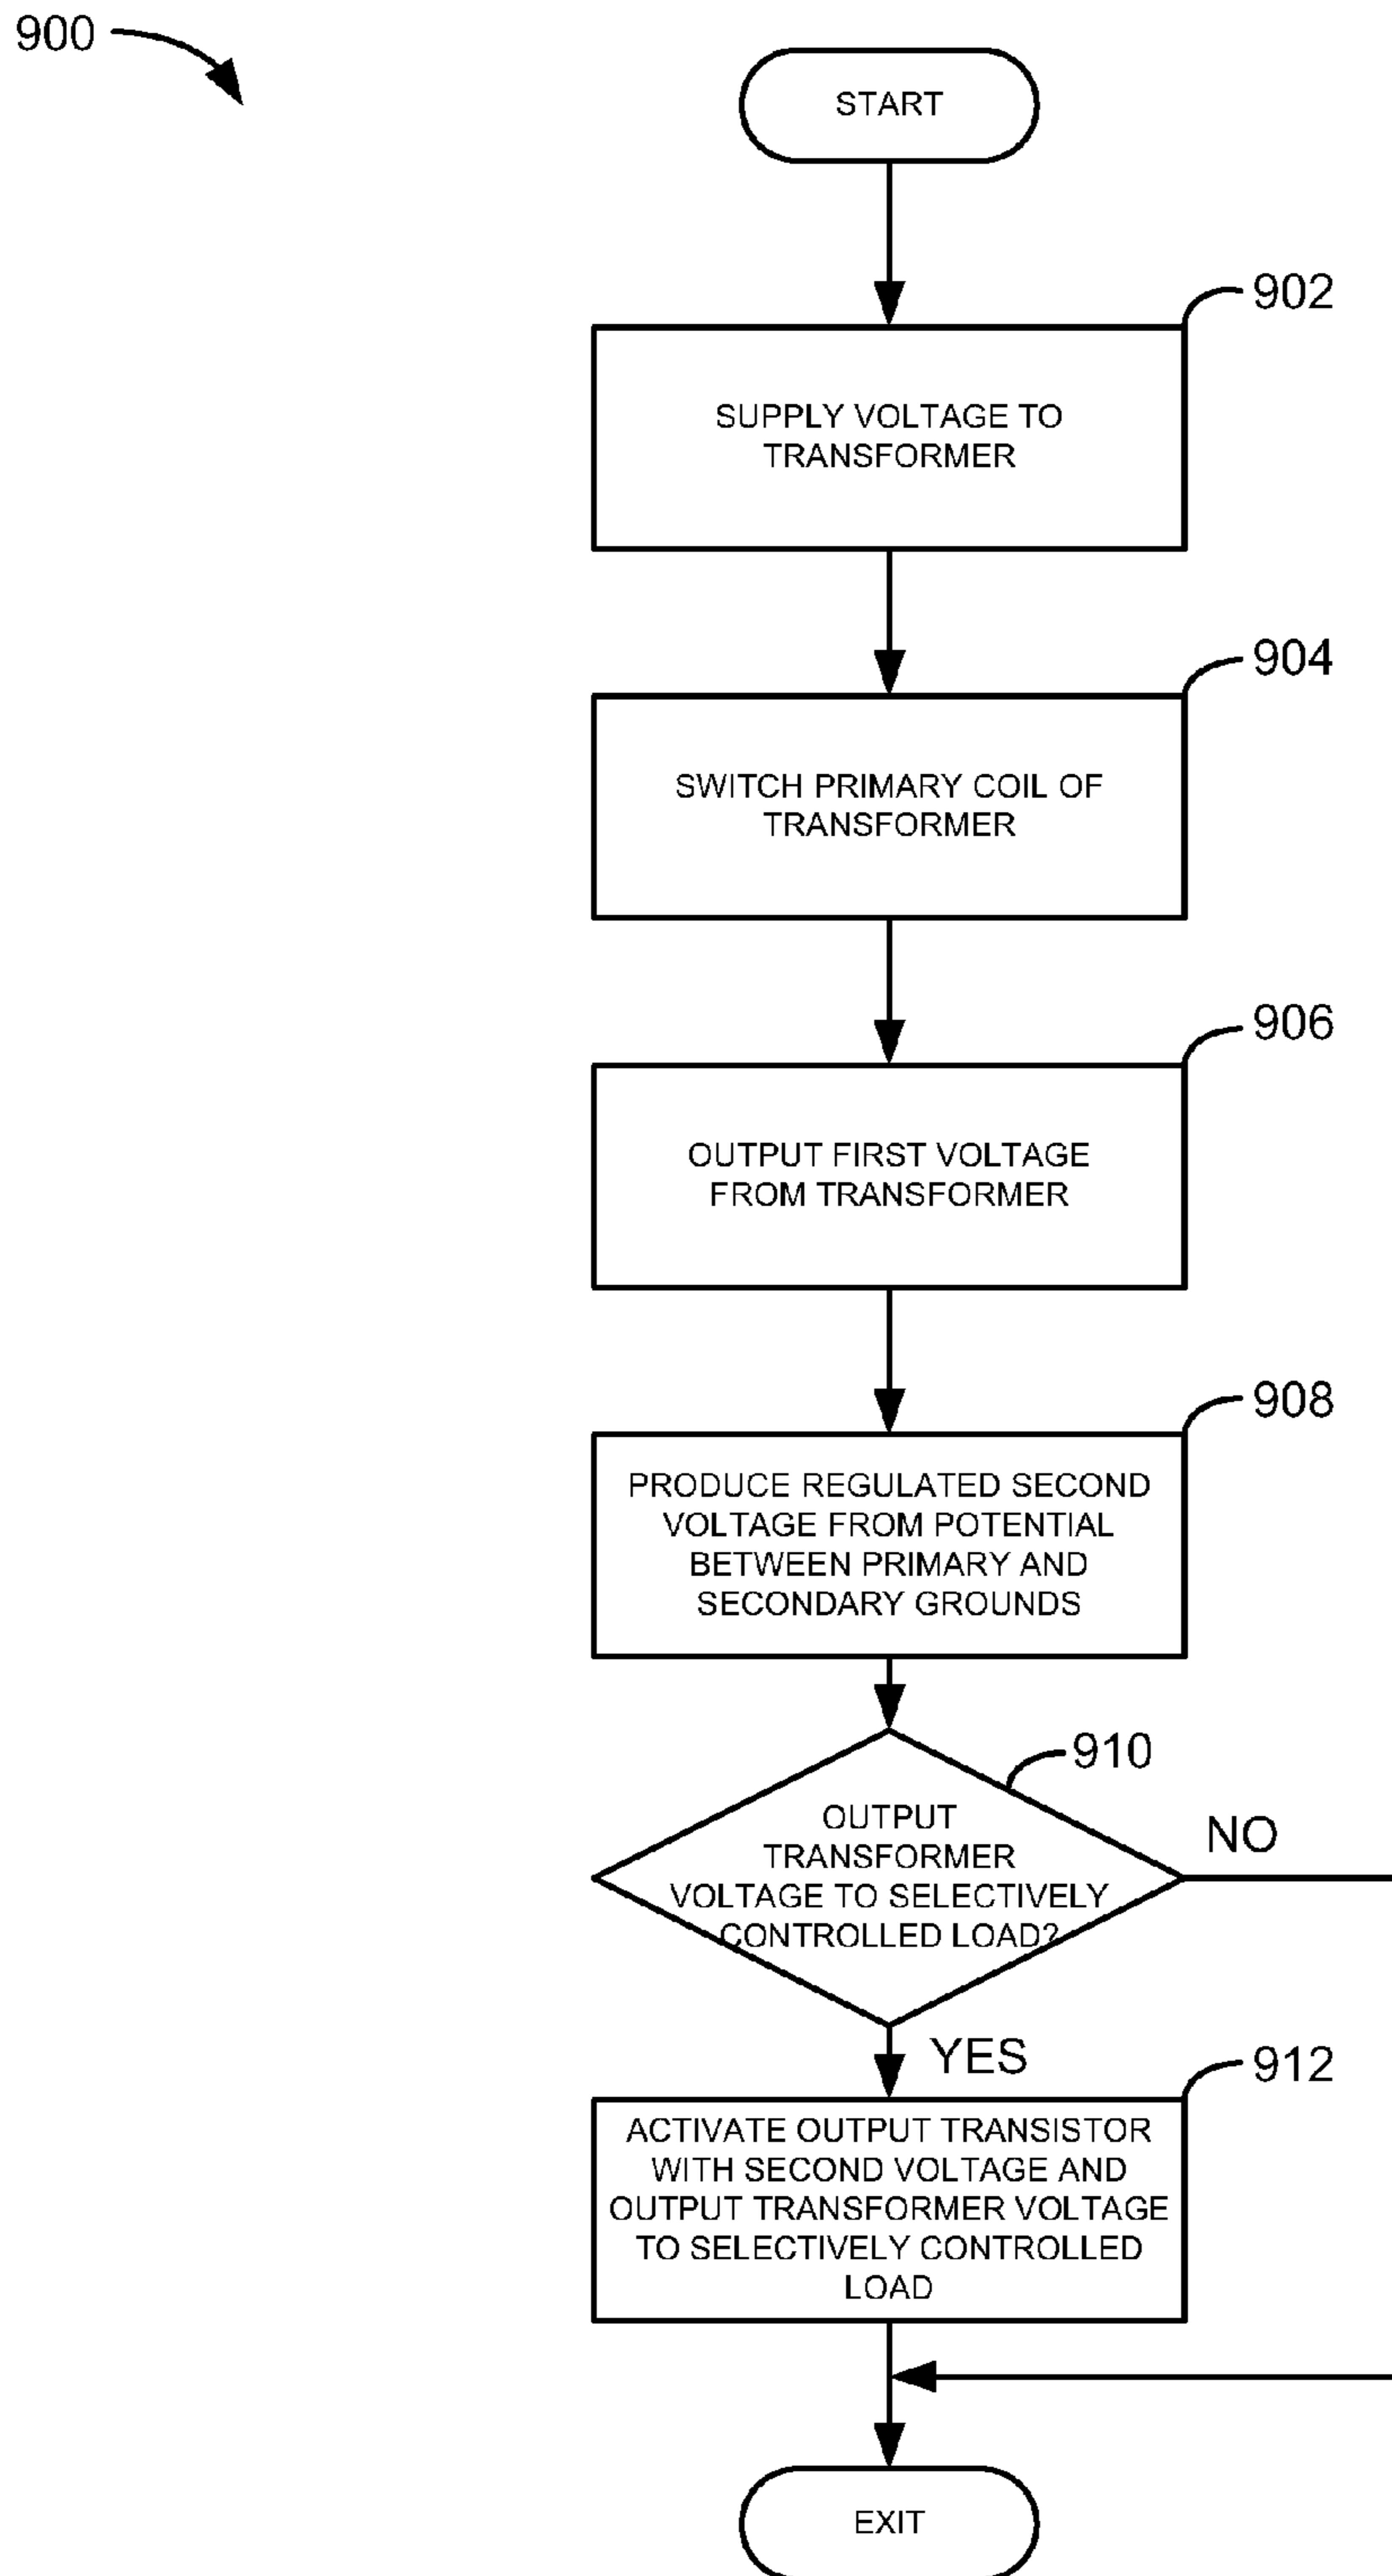 900
START
902
SUPPLY VOLTAGE TO
TRANSFORMER
904
SWITCH PRIMARY COIL OF
TRANSFORMER
906
OUTPUT FIRST VOLTAGE
FROM TRANSFORMER
908
PRODUCE REGULATED SECOND
VOLTAGE FROM POTENTIAL
BETWEEN PRIMARY AND
SECONDARY GROUNDS
910
OUTPUT
TRANSFORMER
VOLTAGE TO SELECTIVELY
CONTROLLED LOAD?
NO
YES
912
ACTIVATE OUTPUT TRANSISTOR
WITH SECOND VOLTAGE AND
OUTPUT TRANSFORMER VOLTAGE
TO SELECTIVELY CONTROLLED
LOAD
EXIT